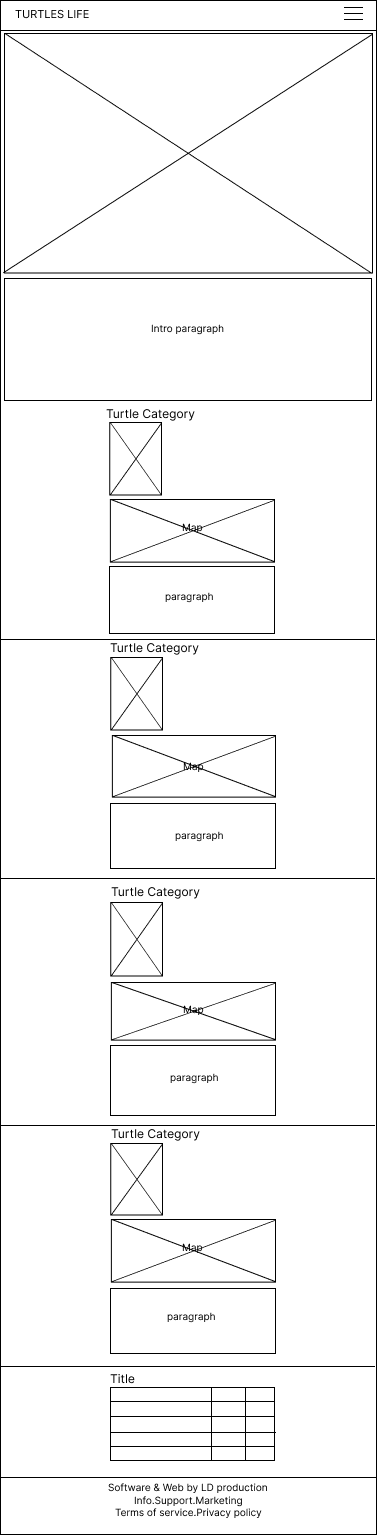 TURTLES LIFE
Intro paragraph
Turtle Category
Map
paragraph
Turtle Category
Map
paragraph
Turtle Category
Map
paragraph
Turtle Category
Map
paragraph
Title
Software & Web by LD production
Info.Support.Marketing
Terms of service.Privacy policy